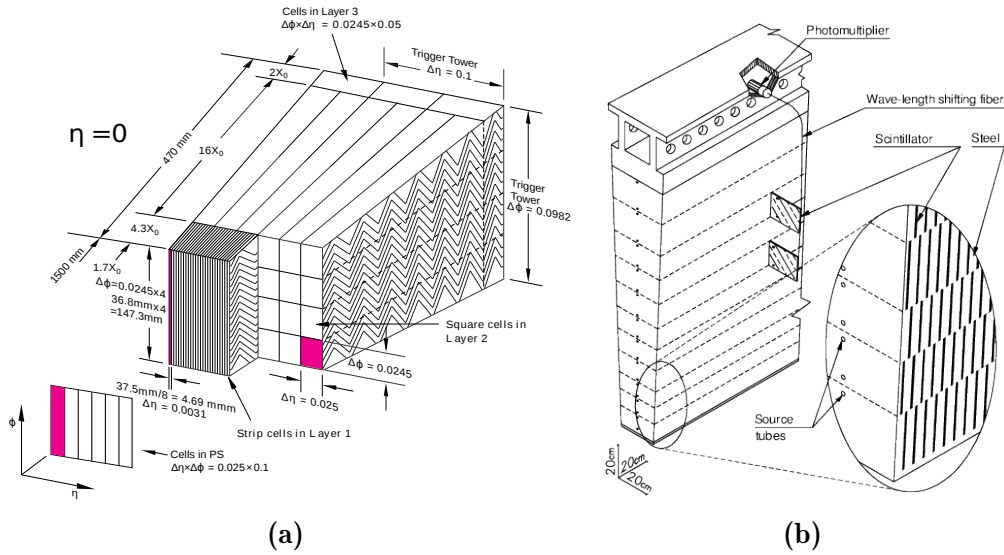 Cells in Layer 3
Δϕ×Δη = 0.0245×0.05
Trigger Tower
Δη = 0.1
2X₀
η =0
470 mm
16X₀
Trigger
Tower
Δϕ = 0.0982
4.3X₀
1500 mm
1.7X₀
Δϕ=0.0245x4
36.8mmx4
=147.3mm
Square cells in
Layer 2
Δϕ = 0.0245
37.5mm/8 = 4.69 mmm
Δη = 0.0031
Δη = 0.025
Strip cells in Layer 1
ϕ
η
Cells in PS
Δη×Δϕ = 0.025×0.1
(a)
Photomultiplier
Wave-length shifting fiber
Scintillator
Steel
Source
tubes
20cm
20cm
20cm
(b)